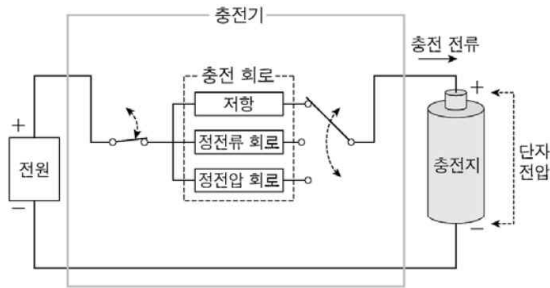 충전기
충전 전류
충전 회로
저항
정전류 회로
정전압 회로
+
전원
−
+
충전지
−
단자
전압